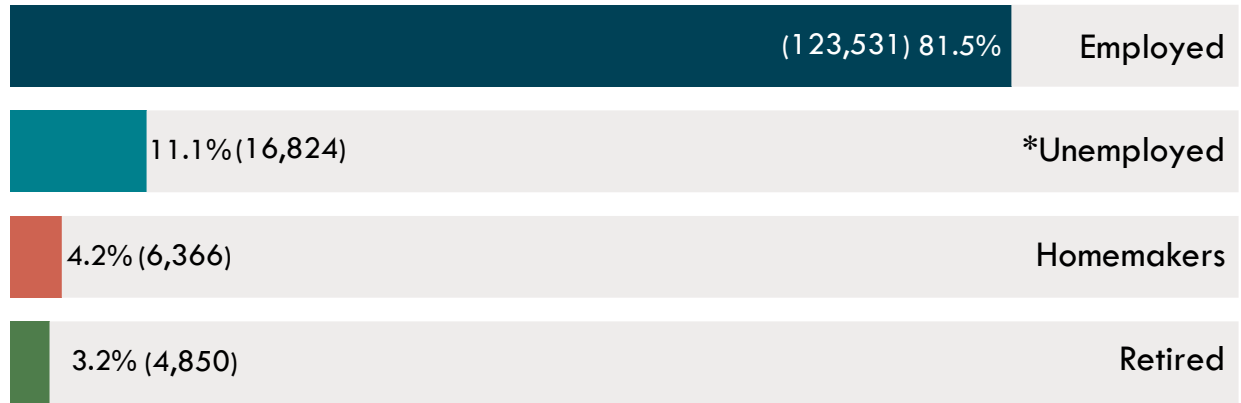 (123,531) 81.5% Employed
11.1% (16,824) *Unemployed
4.2% (6,366) Homemakers
3.2% (4,850) Retired